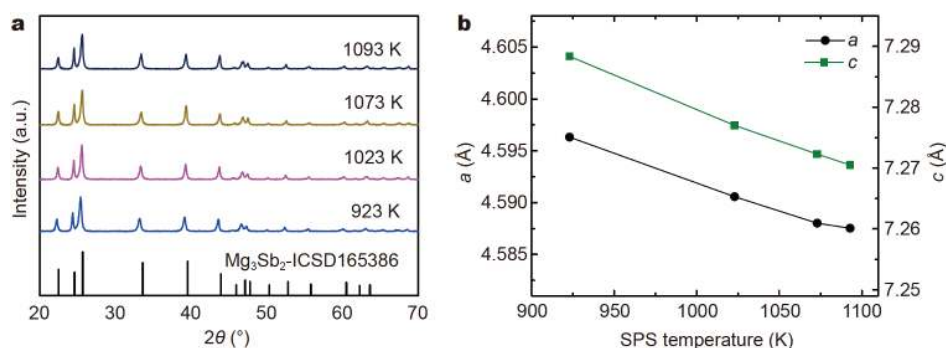 a
Intensity (a.u.)
1093 K
1073 K
1023 K
923 K
Mg₃Sb₂-ICSD165386
20 30 40 50 60 70
2θ (°)
b
a (Å)
4.605
4.600
4.595
4.590
4.585
a
c
7.29
7.28
7.27
7.26
7.25
c (Å)
900 950 1000 1050 1100
SPS temperature (K)